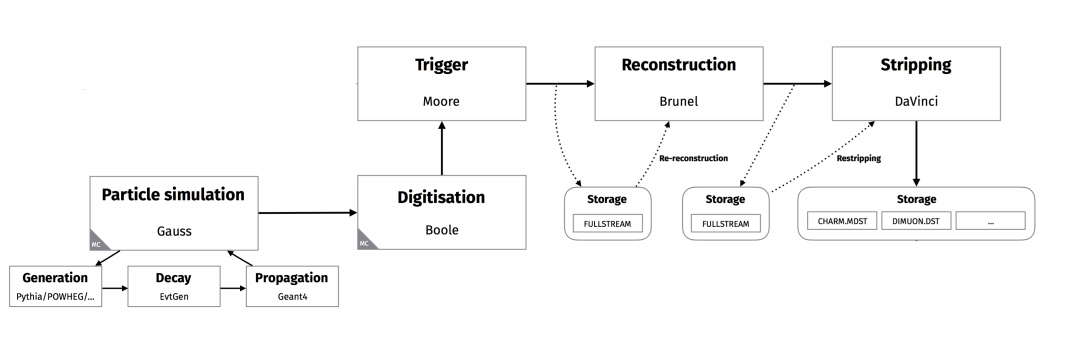 Trigger
Moore
Reconstruction
Brunel
Stripping
DaVinci
Re-reconstruction
Restripping
Particle simulation
Gauss
MC
Digitisation
Boole
MC
Storage
FULLSTREAM
Storage
FULLSTREAM
Storage
CHARM.MDST
DIMUON.DST
...
Generation
Pythia/POWHEG/...
Decay
EvtGen
Propagation
Geant4